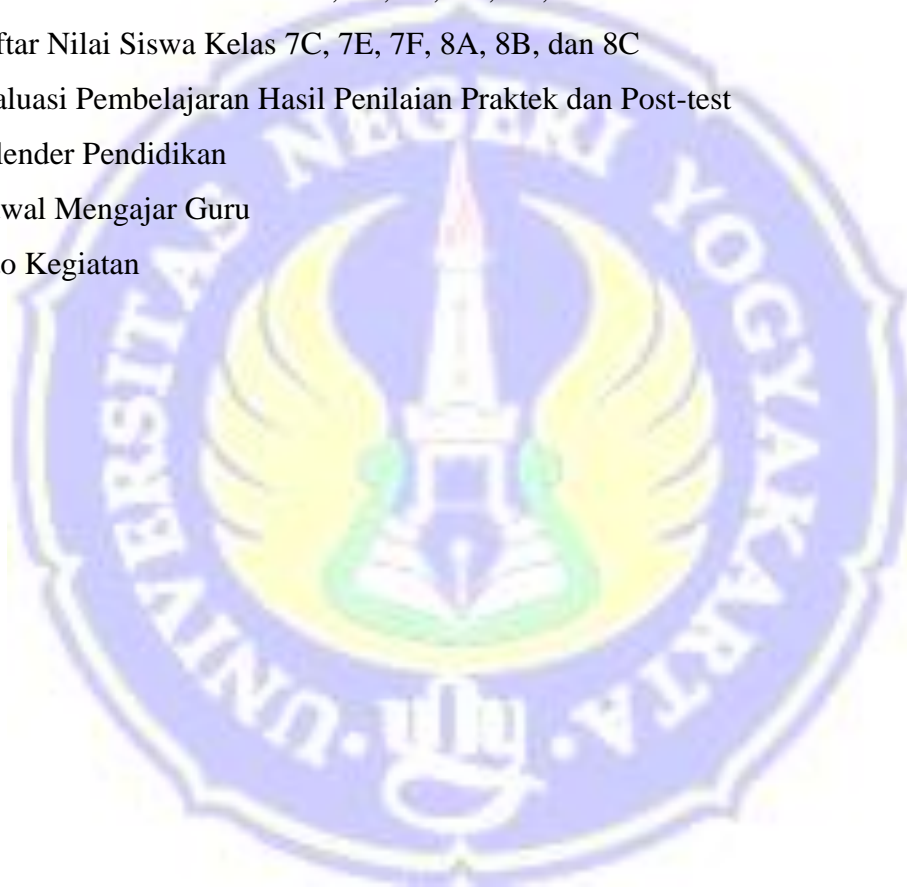 ftar Nilai Siswa Kelas 7C, 7E, 7F, 8A, 8B, dan 8C
aluasi Pembelajaran Hasil Penilaian Praktek dan Post-test
lender Pendidikan
wal Mengajar Guru
o Kegiatan
UNIVERSITAS NEGERI YOGYAKARTA